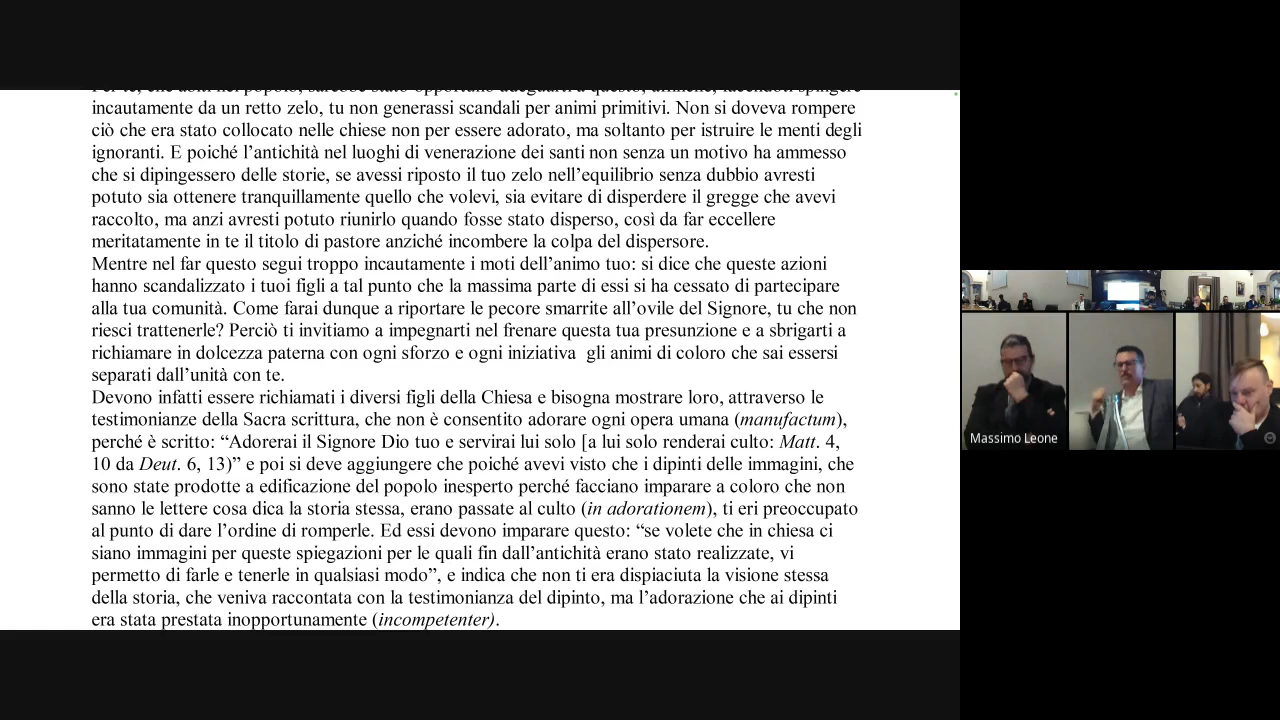 incautamente da un retto zelo, tu non generassi scandali per animi primitivi. Non si doveva rompere
ciò che era stato collocato nelle chiese non per essere adorato, ma soltanto per istruire le menti degli
ignoranti. E poiché l’antichità nel luoghi di venerazione dei santi non senza un motivo ha ammesso
che si dipingessero delle storie, se avessi riposto il tuo zelo nell’equilibrio senza dubbio avresti
potuto sia ottenere tranquillamente quello che volevi, sia evitare di disperdere il gregge che avevi
raccolto, ma anzi avresti potuto riunirlo quando fosse stato disperso, così da far eccellere
meritatamente in te il titolo di pastore anziché incombere la colpa del dispersore.
Mentre nel far questo segui troppo incautamente i moti dell’animo tuo: si dice che queste azioni
hanno scandalizzato i tuoi figli a tal punto che la massima parte di essi si ha cessato di partecipare
alla tua comunità. Come farai dunque a riportare le pecore smarrite all’ovile del Signore, tu che non
riesci trattenerle? Perciò ti invitiamo a impegnarti nel frenare questa tua presunzione e a sbrigarti a
richiamare in dolcezza paterna con ogni sforzo e ogni iniziativa  gli animi di coloro che sai essersi
separati dall’unità con te.
Devono infatti essere richiamati i diversi figli della Chiesa e bisogna mostrare loro, attraverso le
testimonianze della Sacra scrittura, che non è consentito adorare ogni opera umana (manufactum),
perché è scritto: “Adorerai il Signore Dio tuo e servirai lui solo [a lui solo renderai culto: Matt. 4,
10 da Deut. 6, 13)” e poi si deve aggiungere che poiché avevi visto che i dipinti delle immagini, che
sono state prodotte a edificazione del popolo inesperto perché facciano imparare a coloro che non
sanno le lettere cosa dica la storia stessa, erano passate al culto (in adorationem), ti eri preoccupato
al punto di dare l’ordine di romperle. Ed essi devono imparare questo: “se volete che in chiesa ci
siano immagini per queste spiegazioni per le quali fin dall’antichità erano stato realizzate, vi
permetto di farle e tenerle in qualsiasi modo”, e indica che non ti era dispiaciuta la visione stessa
della storia, che veniva raccontata con la testimonianza del dipinto, ma l’adorazione che ai dipinti
era stata prestata inopportunamente (incompetenter).
Massimo Leone